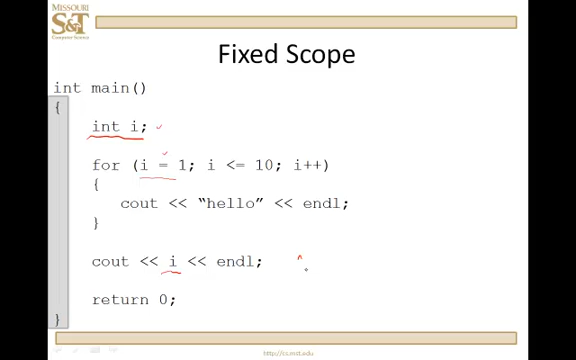 MISSOURI
S&T
Computer Science
Fixed Scope
int main()
{
int i;
for (i = 1; i <= 10; i++)
{
cout << “hello” << endl;
}
cout << i << endl;
return 0;
}
http://cs.mst.edu